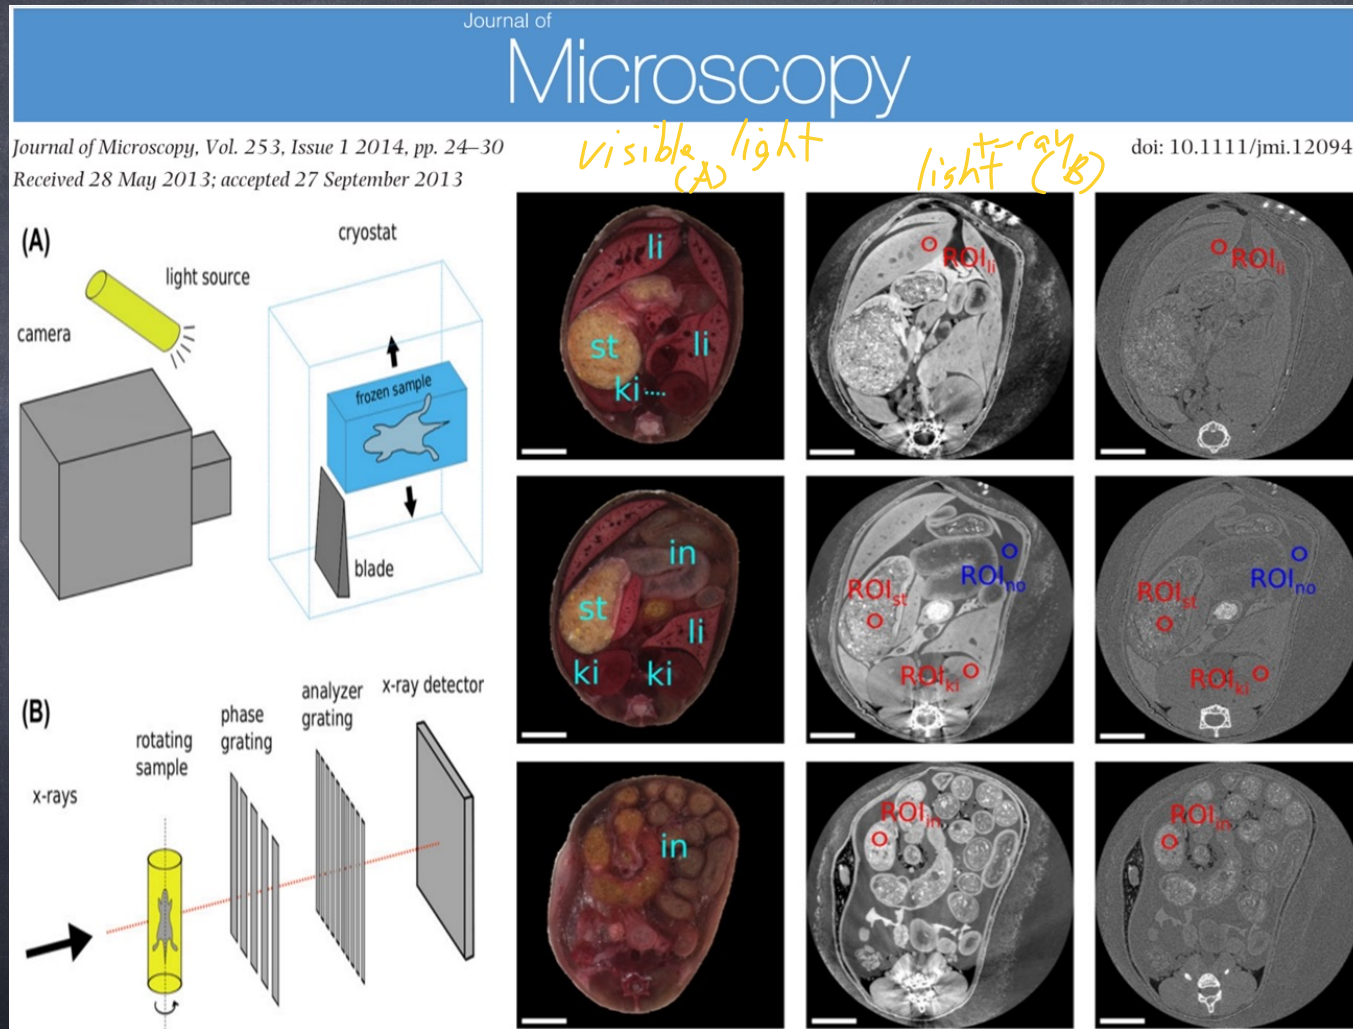 Journal of
Microscopy
Journal of Microscopy, Vol. 253, Issue 1 2014, pp. 24–30
Received 28 May 2013; accepted 27 September 2013
visible light
(A)
x-ray
light (B)
doi: 10.1111/jmi.12094
(A)
cryostat
light source
camera
frozen sample
blade
(B)
x-rays
rotating
sample
phase
grating
analyzer
grating
x-ray detector
li
st
li
ki
ROIli
ROIli
in
st
li
ki
ki
ROIno
ROIst
ROIki
ROIno
ROIst
ROIki
in
ROIin
ROIin